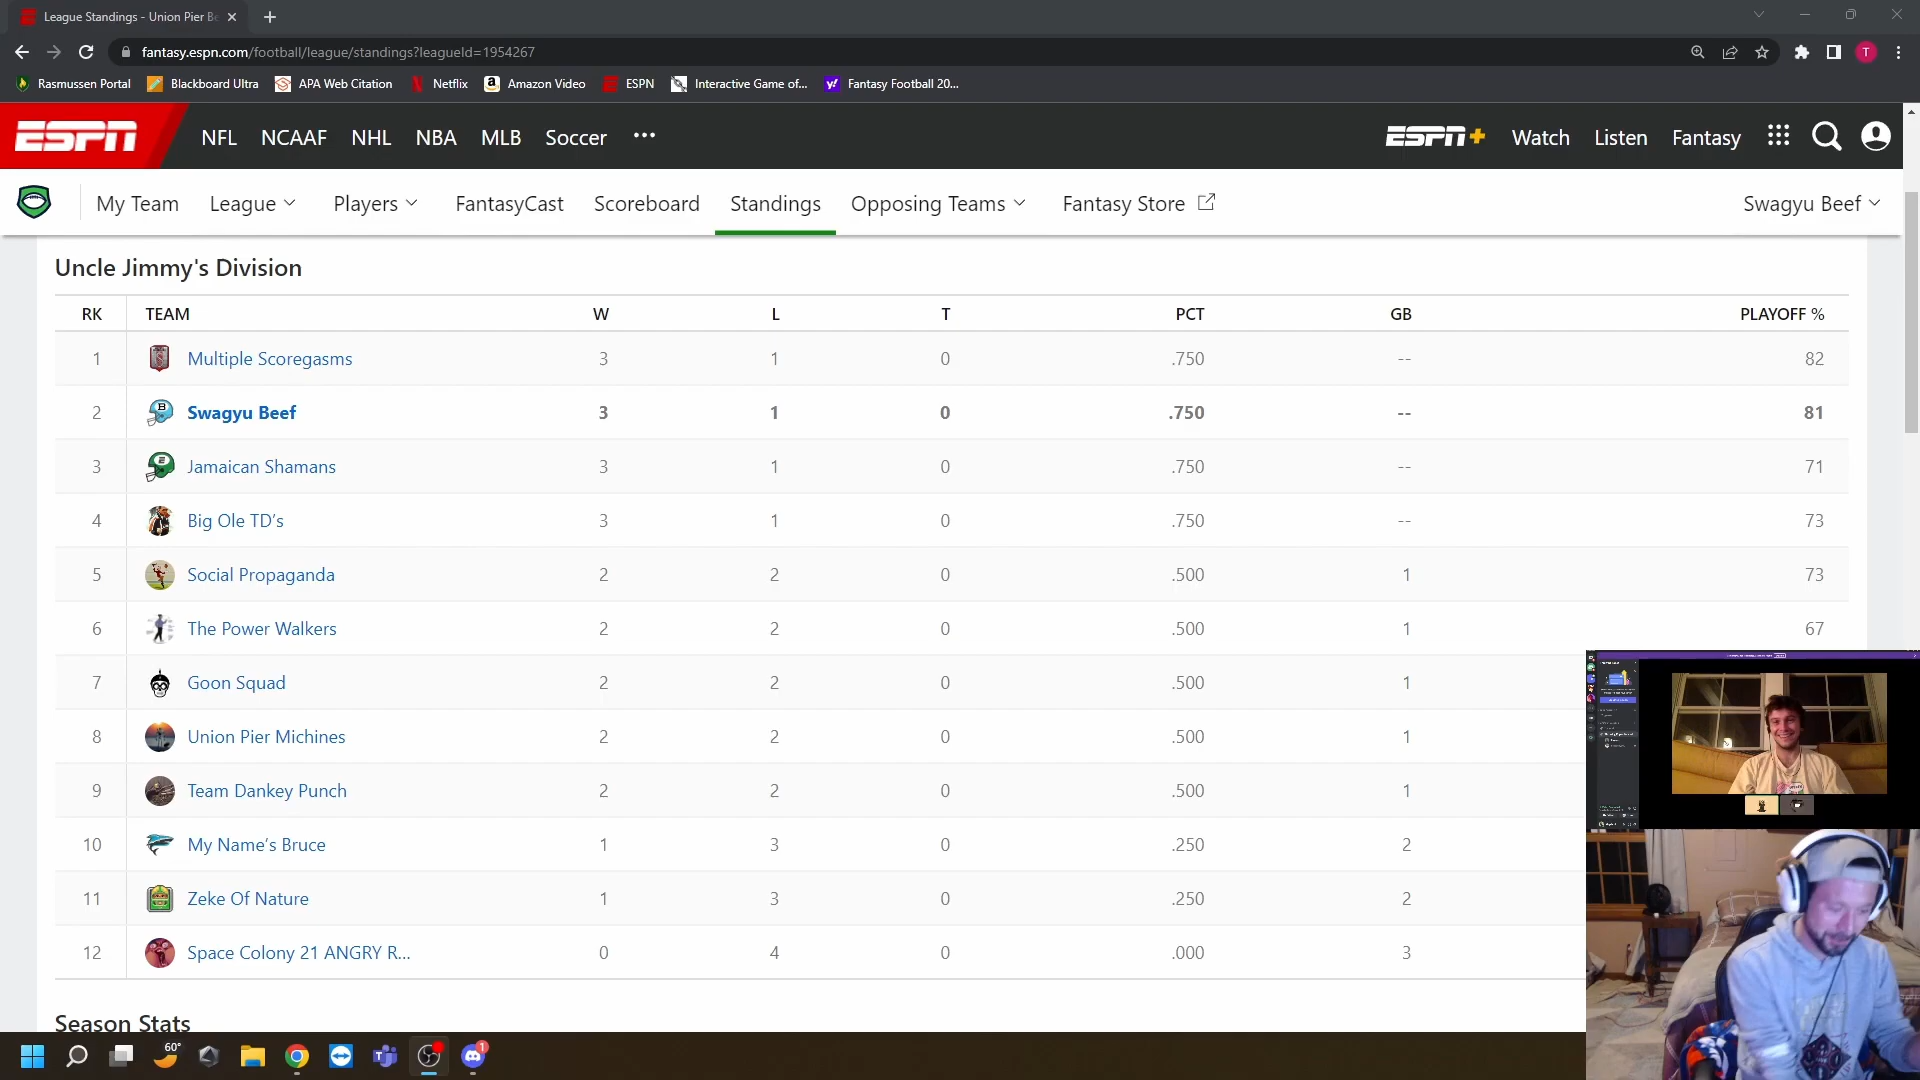 League Standings - Union Pier Be
fantasy.espn.com/football/league/standings?leagueId=1954267
T
Rasmussen Portal Blackboard Ultra APA Web Citation Netflix Amazon Video ESPN Interactive Game of... Fantasy Football 20...
ESPN NFL NCAAF NHL NBA MLB Soccer ESPN+ Watch Listen Fantasy
My Team League Players FantasyCast Scoreboard Standings Opposing Teams Fantasy Store Swagyu Beef
Uncle Jimmy's Division
RK TEAM W L T PCT GB PLAYOFF %
1 Multiple Scoregasms 3 1 0 .750 -- 82
2 Swagyu Beef 3 1 0 .750 -- 81
3 Jamaican Shamans 3 1 0 .750 -- 71
4 Big Ole TD’s 3 1 0 .750 -- 73
5 Social Propaganda 2 2 0 .500 1 73
6 The Power Walkers 2 2 0 .500 1 67
7 Goon Squad 2 2 0 .500 1
8 Union Pier Michines 2 2 0 .500 1
9 Team Dankey Punch 2 2 0 .500 1
10 My Name’s Bruce 1 3 0 .250 2
11 Zeke Of Nature 1 3 0 .250 2
12 Space Colony 21 ANGRY R... 0 4 0 .000 3
Season Stats
60°
1